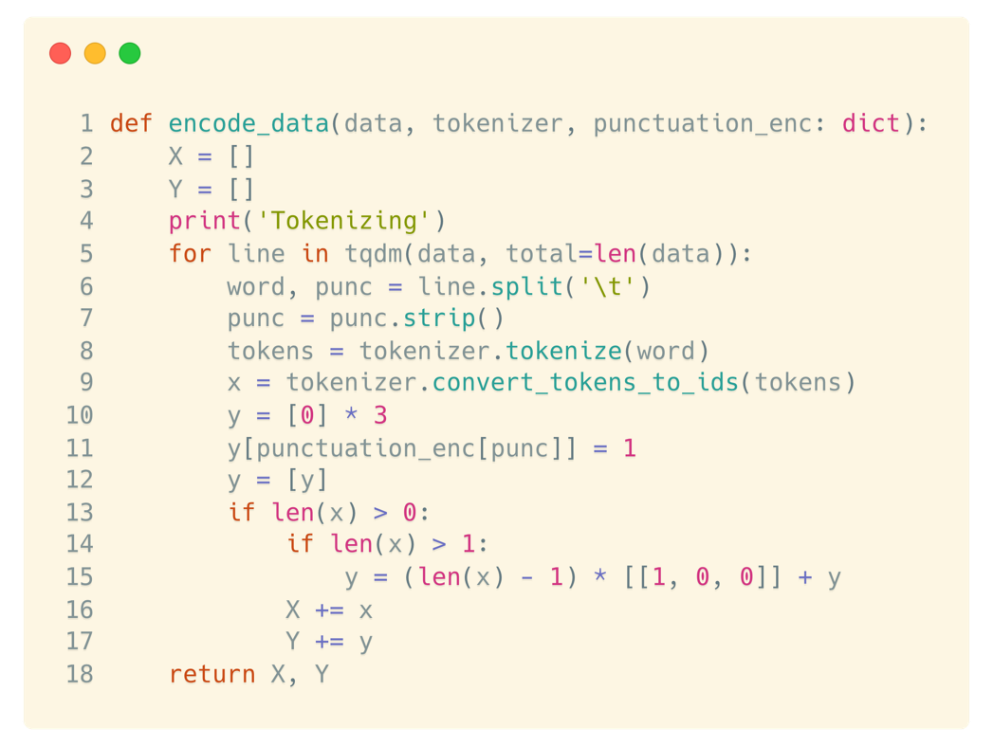 1 def encode_data(data, tokenizer, punctuation_enc: dict):
2     X = []
3     Y = []
4     print('Tokenizing')
5     for line in tqdm(data, total=len(data)):
6         word, punc = line.split('\t')
7         punc = punc.strip()
8         tokens = tokenizer.tokenize(word)
9         x = tokenizer.convert_tokens_to_ids(tokens)
10         y = [0] * 3
11         y[punctuation_enc[punc]] = 1
12         y = [y]
13         if len(x) > 0:
14             if len(x) > 1:
15                 y = (len(x) - 1) * [[1, 0, 0]] + y
16             X += x
17             Y += y
18     return X, Y